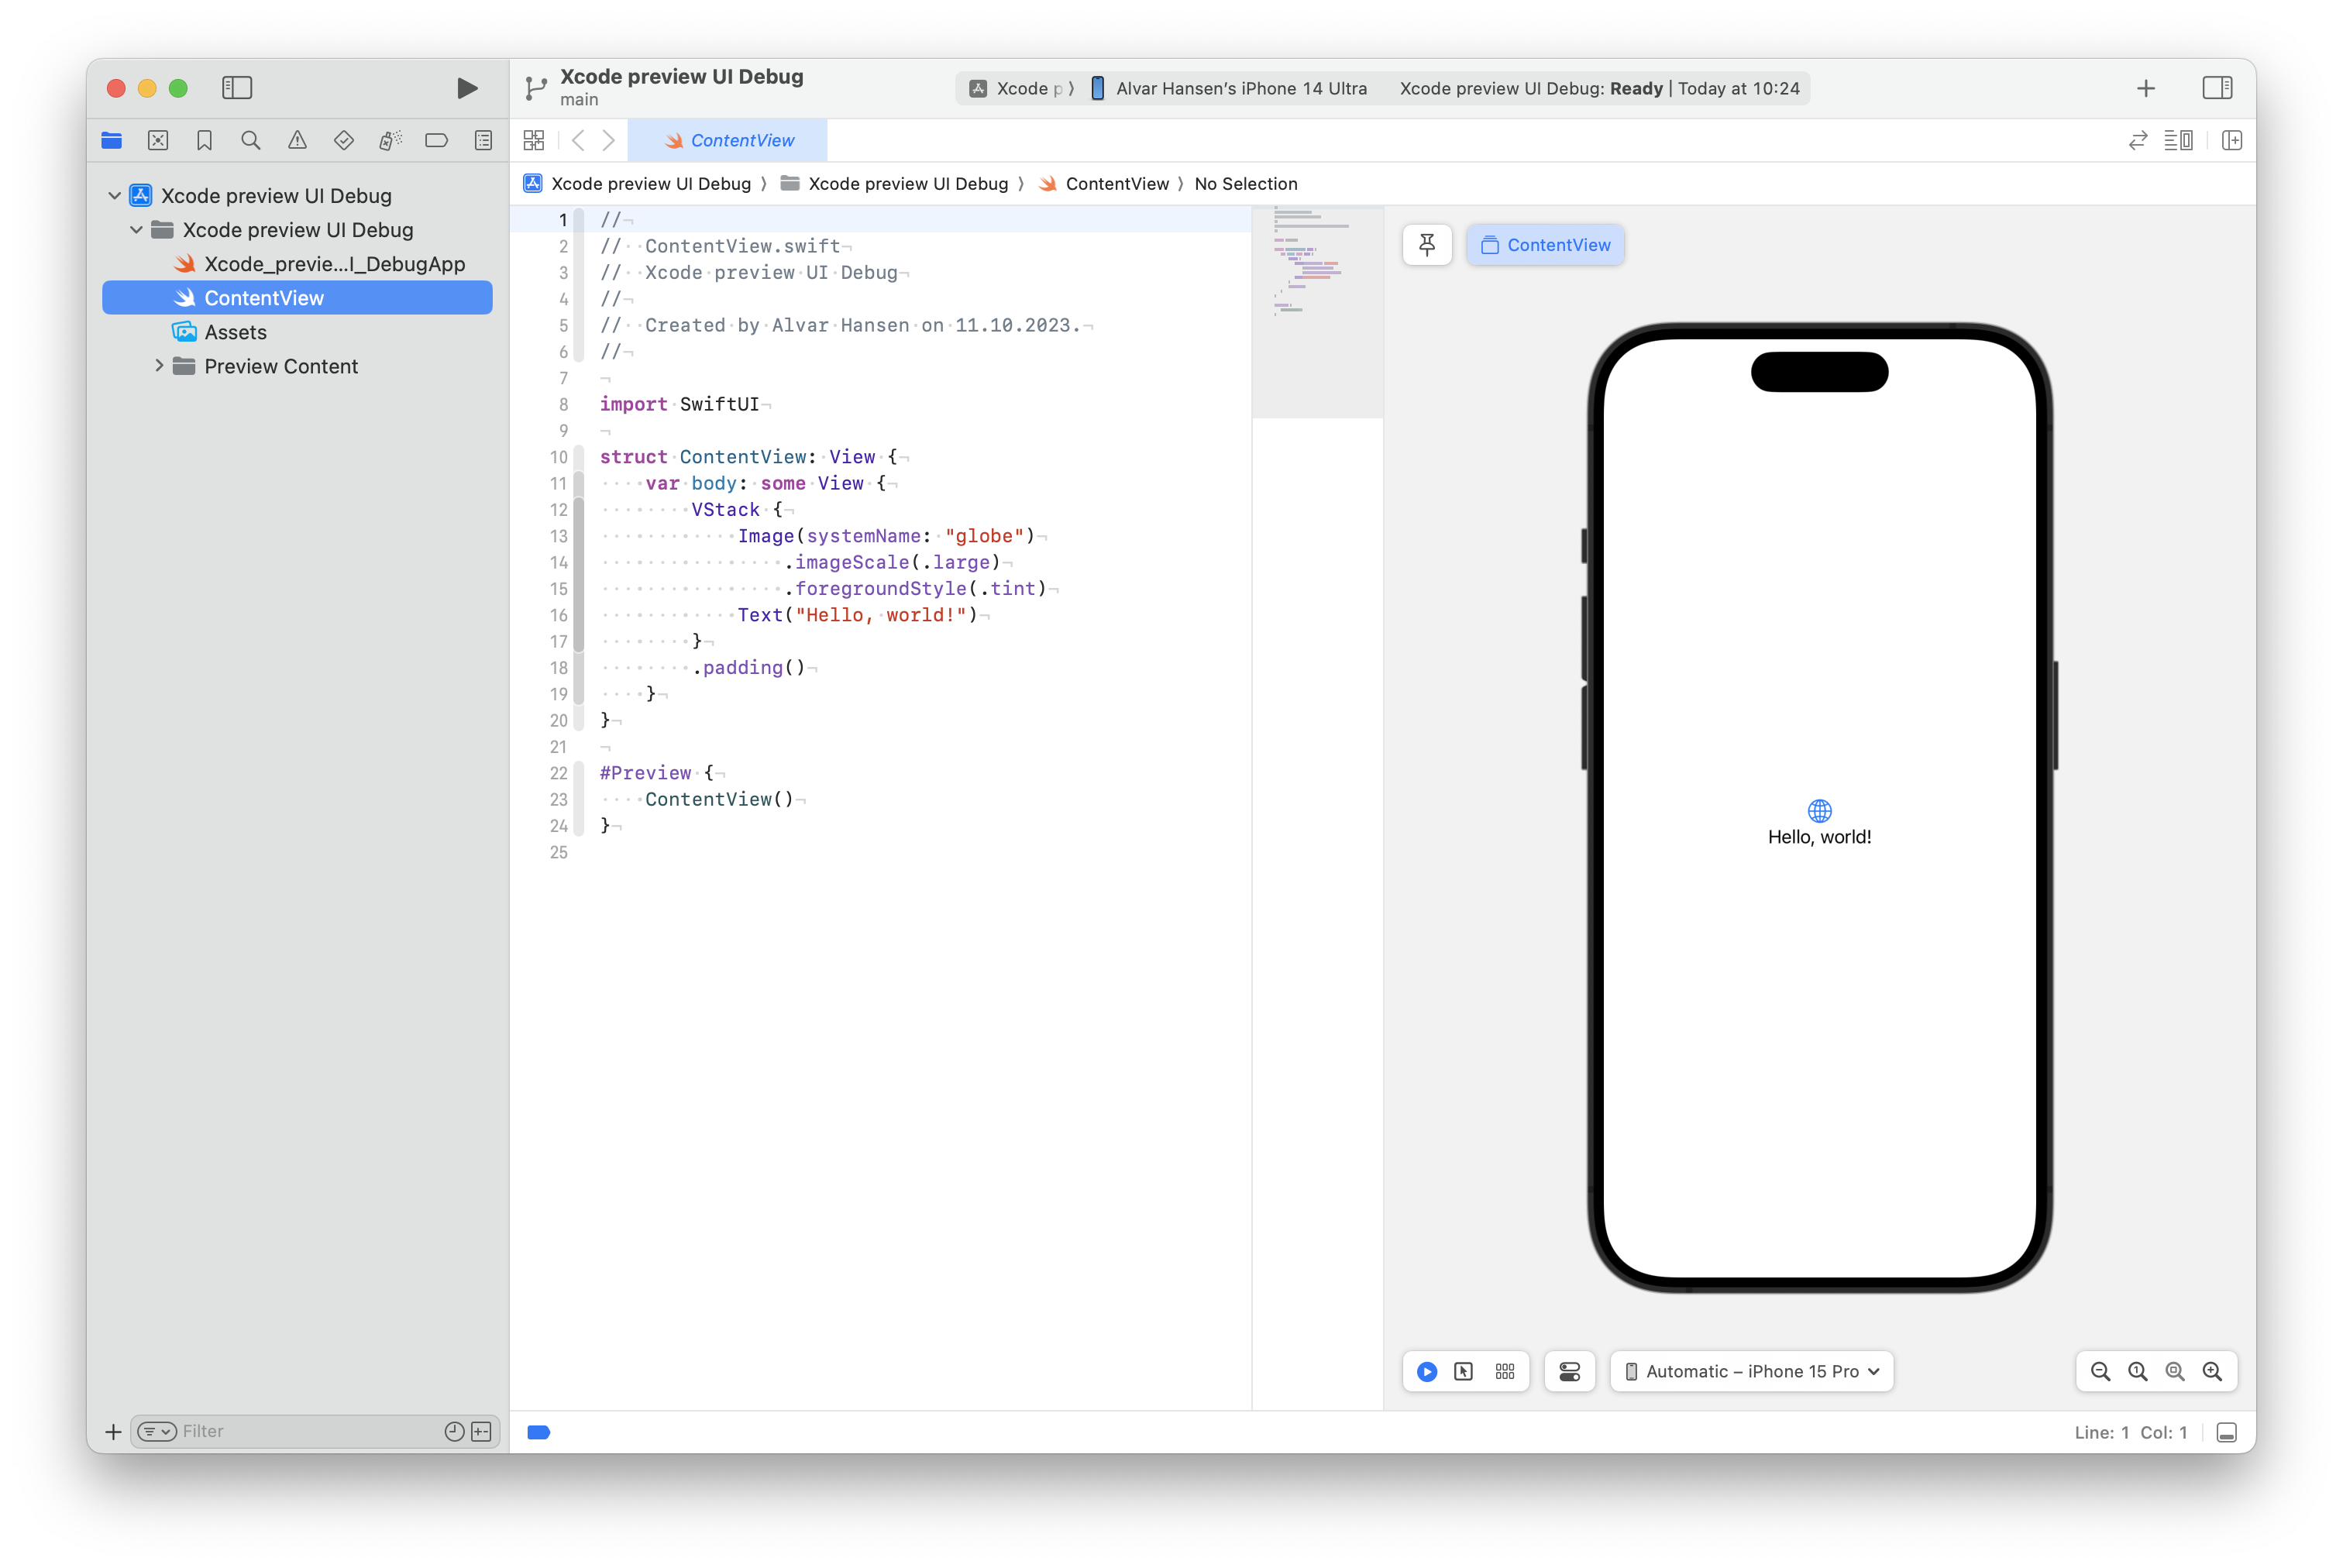 Xcode preview UI Debug
main
Xcode p
Alvar Hansen’s iPhone 14 Ultra
Xcode preview UI Debug: Ready | Today at 10:24
ContentView
Xcode preview UI Debug
Xcode preview UI Debug
ContentView
No Selection
Xcode preview UI Debug
Xcode preview UI Debug
Xcode_previe...I_DebugApp
ContentView
Assets
Preview Content
1 //
2 //  ContentView.swift
3 //  Xcode preview UI Debug
4 //
5 //  Created by Alvar Hansen on 11.10.2023.
6 //
7
8 import SwiftUI
9
10 struct ContentView: View {
11     var body: some View {
12         VStack {
13             Image(systemName: "globe")
14                 .imageScale(.large)
15                 .foregroundStyle(.tint)
16             Text("Hello, world!")
17         }
18         .padding()
19     }
20 }
21
22 #Preview {
23     ContentView()
24 }
25
ContentView
Hello, world!
Automatic – iPhone 15 Pro
Filter
Line: 1 Col: 1